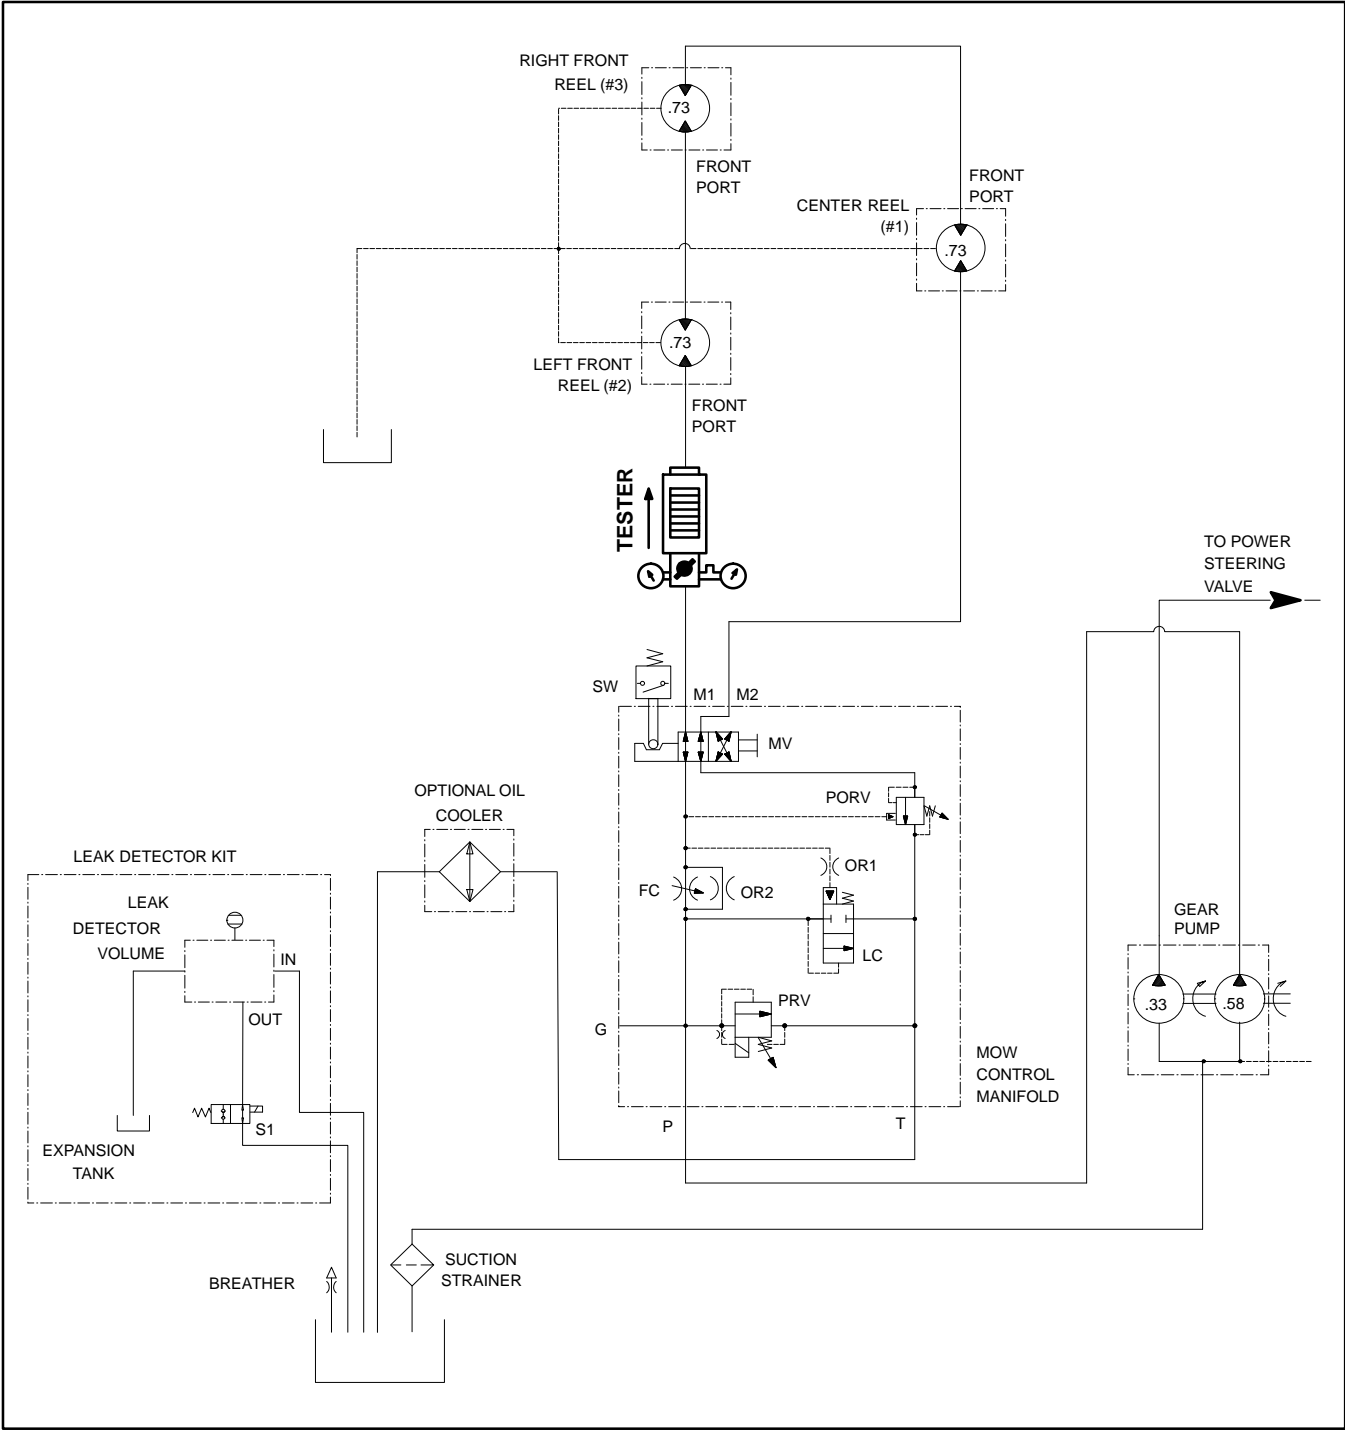 RIGHT FRONT
REEL (#3)
.73
FRONT
PORT
FRONT
PORT
CENTER REEL
(#1)
.73
.73
LEFT FRONT
REEL (#2)
FRONT
PORT
TESTER
TO POWER
STEERING
VALVE
SW
M1
M2
MV
OPTIONAL OIL
COOLER
PORV
LEAK DETECTOR KIT
OR1
FC
OR2
LEAK
DETECTOR
VOLUME
IN
OUT
LC
GEAR
PUMP
.33
.58
PRV
G
MOW
CONTROL
MANIFOLD
P
T
S1
EXPANSION
TANK
SUCTION
STRAINER
BREATHER